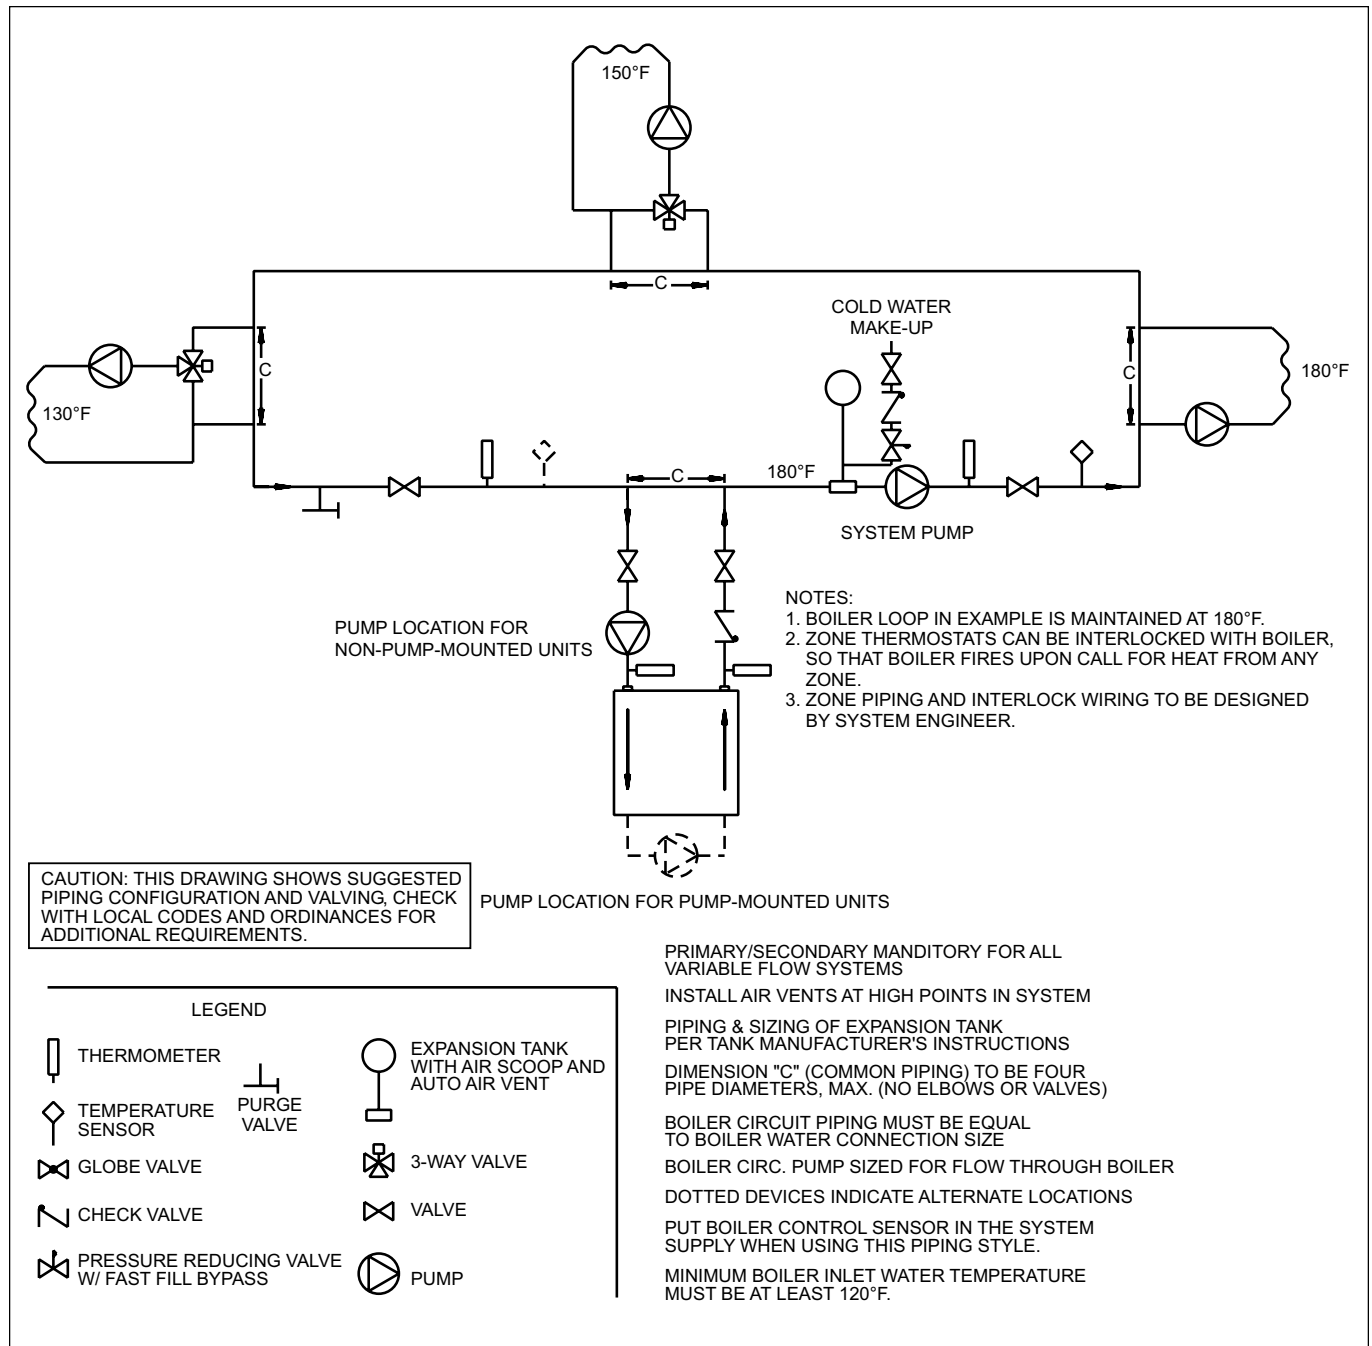 150°F
C
COLD WATER
MAKE-UP
C
C
180°F
130°F
C
180°F
SYSTEM PUMP
NOTES:
1. BOILER LOOP IN EXAMPLE IS MAINTAINED AT 180°F.
2. ZONE THERMOSTATS CAN BE INTERLOCKED WITH BOILER,
SO THAT BOILER FIRES UPON CALL FOR HEAT FROM ANY
ZONE.
3. ZONE PIPING AND INTERLOCK WIRING TO BE DESIGNED
BY SYSTEM ENGINEER.
PUMP LOCATION FOR
NON-PUMP-MOUNTED UNITS
CAUTION: THIS DRAWING SHOWS SUGGESTED
PIPING CONFIGURATION AND VALVING, CHECK
WITH LOCAL CODES AND ORDINANCES FOR
ADDITIONAL REQUIREMENTS.
PUMP LOCATION FOR PUMP-MOUNTED UNITS
LEGEND
THERMOMETER
TEMPERATURE
SENSOR
PURGE
VALVE
GLOBE VALVE
CHECK VALVE
PRESSURE REDUCING VALVE
W/ FAST FILL BYPASS
EXPANSION TANK
WITH AIR SCOOP AND
AUTO AIR VENT
3-WAY VALVE
VALVE
PUMP
PRIMARY/SECONDARY MANDITORY FOR ALL
VARIABLE FLOW SYSTEMS
INSTALL AIR VENTS AT HIGH POINTS IN SYSTEM
PIPING & SIZING OF EXPANSION TANK
PER TANK MANUFACTURER'S INSTRUCTIONS
DIMENSION "C" (COMMON PIPING) TO BE FOUR
PIPE DIAMETERS, MAX. (NO ELBOWS OR VALVES)
BOILER CIRCUIT PIPING MUST BE EQUAL
TO BOILER WATER CONNECTION SIZE
BOILER CIRC. PUMP SIZED FOR FLOW THROUGH BOILER
DOTTED DEVICES INDICATE ALTERNATE LOCATIONS
PUT BOILER CONTROL SENSOR IN THE SYSTEM
SUPPLY WHEN USING THIS PIPING STYLE.
MINIMUM BOILER INLET WATER TEMPERATURE
MUST BE AT LEAST 120°F.